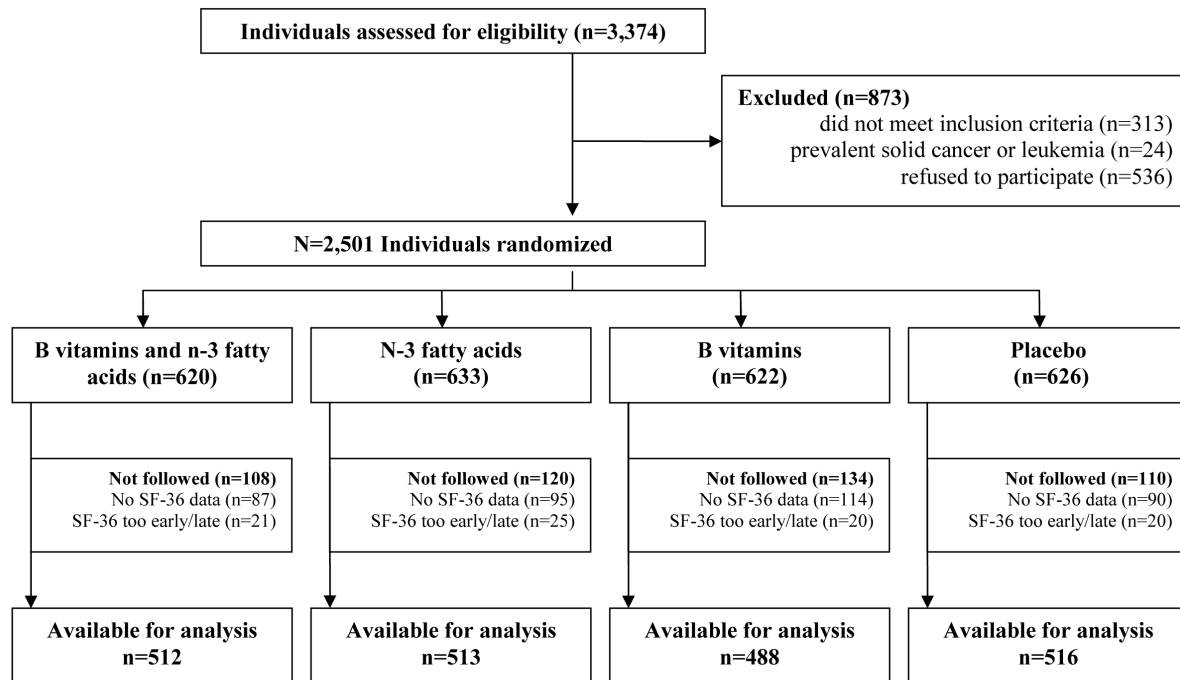 Individuals assessed for eligibility (n=3,374)
Excluded (n=873)
did not meet inclusion criteria (n=313)
prevalent solid cancer or leukemia (n=24)
refused to participate (n=536)
N=2,501 Individuals randomized
B vitamins and n-3 fatty
acids (n=620)
N-3 fatty acids
(n=633)
B vitamins
(n=622)
Placebo
(n=626)
Not followed (n=108)
No SF-36 data (n=87)
SF-36 too early/late (n=21)
Not followed (n=120)
No SF-36 data (n=95)
SF-36 too early/late (n=25)
Not followed (n=134)
No SF-36 data (n=114)
SF-36 too early/late (n=20)
Not followed (n=110)
No SF-36 data (n=90)
SF-36 too early/late (n=20)
Available for analysis
n=512
Available for analysis
n=513
Available for analysis
n=488
Available for analysis
n=516